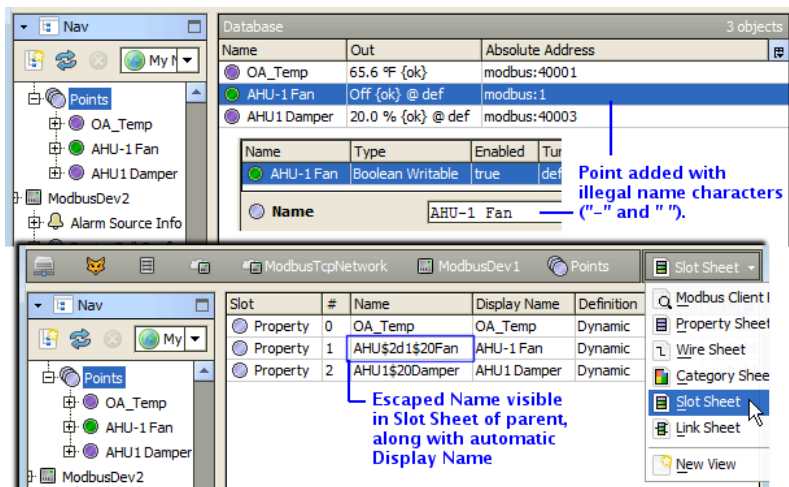 Nav
Database 3 objects
Name Out Absolute Address
My
OA_Temp 65.6 °F {ok} modbus:40001
Points
AHU-1 Fan Off {ok} @ def modbus:1
OA_Temp
AHU1 Damper 20.0 % {ok} @ def modbus:40003
AHU-1 Fan
Name Type Enabled
AHU1 Damper
AHU-1 Fan Boolean Writable true def
Point added with
illegal name characters
("-" and " ").
ModbusDev2
Name AHU-1 Fan
Alarm Source Info
ModbusTcpNetwork ModbusDev1 Points Slot Sheet
Nav
Slot # Name Display Name Definition
Modbus Client
Property 0 OA_Temp OA_Temp Dynamic
Property Sheet
My
Property 1 AHU$2d1$20Fan AHU-1 Fan Dynamic
Wire Sheet
Property 2 AHU1$20Damper AHU1 Damper Dynamic
Category Shee
Points
Slot Sheet
OA_Temp
Escaped Name visible
in Slot Sheet of parent,
along with automatic
Display Name
Link Sheet
AHU-1 Fan
AHU1 Damper
New View
ModbusDev2